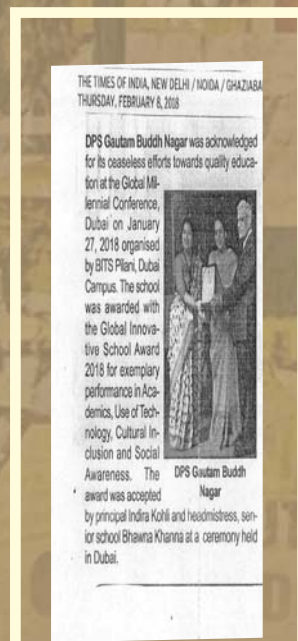 THE TIMES OF INDIA, NEW DELHI / NOIDA / GHAZIABA
THURSDAY, FEBRUARY 8, 2018
DPS Gautam Buddh Nagar was acknowledged
for its ceaseless efforts towards quality educa-
tion at the Global Mil-
lennial Conference,
Dubai on January
27, 2018 organised
by BITS Pilani, Dubai
Campus. The school
was awarded with
the Global Innova-
tive School Award
2018 for exemplary
performance in Aca-
demics, Use of Tech-
nology, Cultural In-
clusion and Social
Awareness. The
award was accepted
by principal Indira Kohli and headmistress, sen-
ior school Bhawna Khanna at a ceremony held
in Dubai.
DPS Gautam Buddh
Nagar